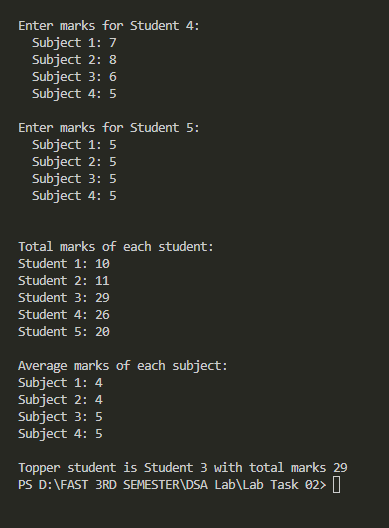 Enter marks for Student 4:
Subject 1: 7
Subject 2: 8
Subject 3: 6
Subject 4: 5
Enter marks for Student 5:
Subject 1: 5
Subject 2: 5
Subject 3: 5
Subject 4: 5
Total marks of each student:
Student 1: 10
Student 2: 11
Student 3: 29
Student 4: 26
Student 5: 20
Average marks of each subject:
Subject 1: 4
Subject 2: 4
Subject 3: 5
Subject 4: 5
Topper student is Student 3 with total marks 29
PS D:\FAST 3RD SEMESTER\DSA Lab\Lab Task 02>